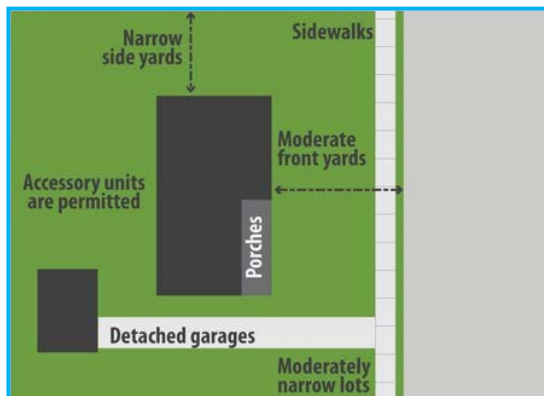 Narrow
side yards
Sidewalks
Moderate
front yards
Accessory units
are permitted
Porches
Detached garages
Moderately
narrow lots